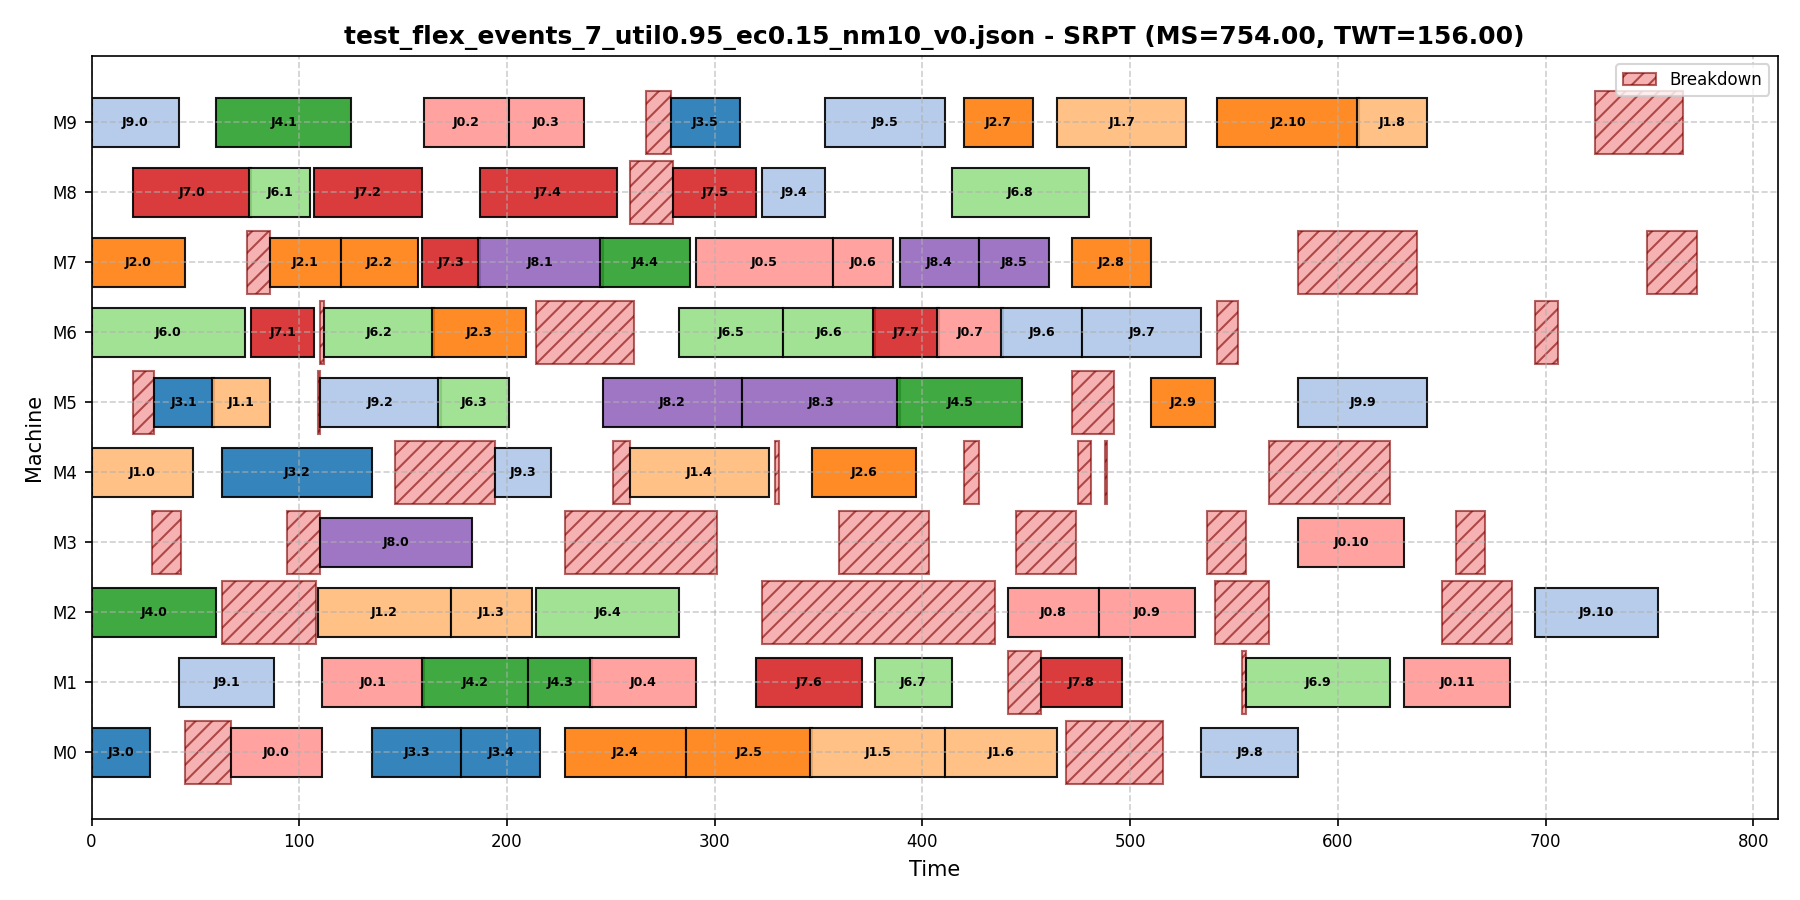 test_flex_events_7_util0.95_ec0.15_nm10_v0.json - SRPT (MS=754.00, TWT=156.00)
Breakdown
M9 J9.0 J4.1 J0.2 J0.3 J3.5 J9.5 J2.7 J1.7 J2.10 J1.8
M8 J7.0 J6.1 J7.2 J7.4 J7.5 J9.4 J6.8
M7 J2.0 J2.1 J2.2 J7.3 J8.1 J4.4 J0.5 J0.6 J8.4 J8.5 J2.8
M6 J6.0 J7.1 J6.2 J2.3 J6.5 J6.6 J7.7 J0.7 J9.6 J9.7
M5 J3.1 J1.1 J9.2 J6.3 J8.2 J8.3 J4.5 J2.9 J9.9
M4 J1.0 J3.2 J9.3 J1.4 J2.6
M3 J8.0 J0.10
M2 J4.0 J1.2 J1.3 J6.4 J0.8 J0.9 J9.10
M1 J9.1 J0.1 J4.2 J4.3 J0.4 J7.6 J6.7 J7.8 J6.9 J0.11
M0 J3.0 J0.0 J3.3 J3.4 J2.4 J2.5 J1.5 J1.6 J9.8
Machine
0 100 200 300 400 500 600 700 800
Time